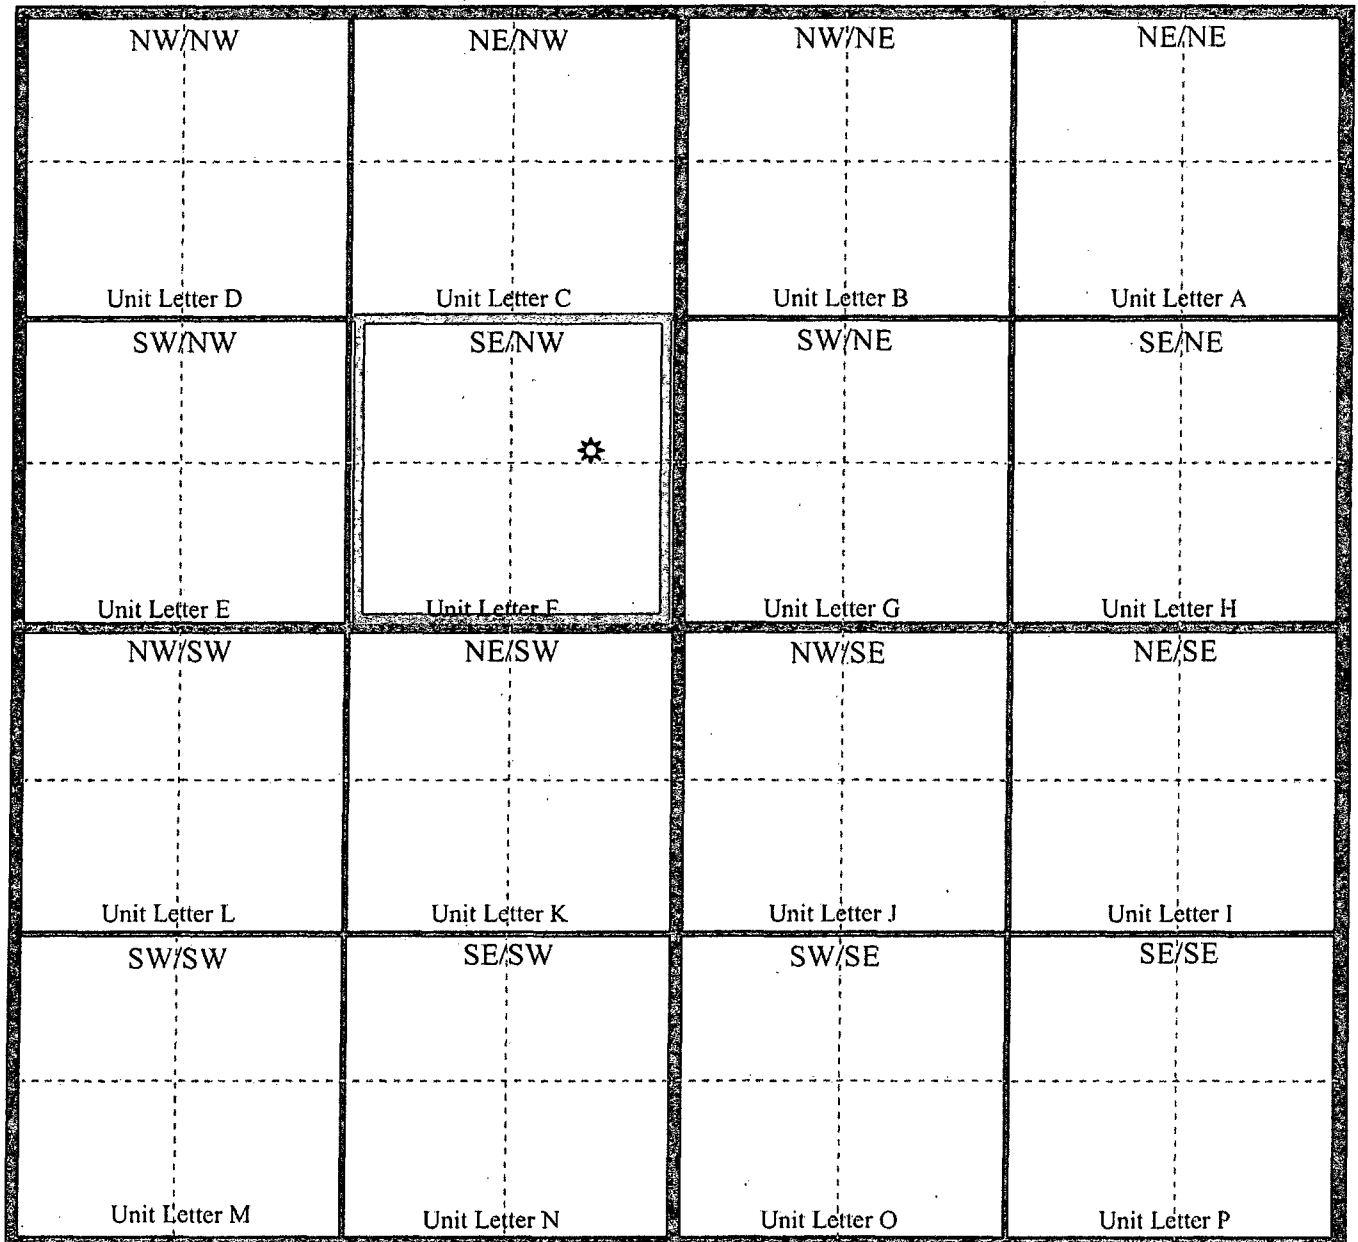 NW/NW NE/NW NW/NE NE/NE
Unit Letter D Unit Letter C Unit Letter B Unit Letter A
SW/NW SE/NW SW/NE SE/NE
Unit Letter E Unit Letter F Unit Letter G Unit Letter H
NW/SW NE/SW NW/SE NE/SE
Unit Letter L Unit Letter K Unit Letter J Unit Letter I
SW/SW SE/SW SW/SE SE/SE
Unit Letter M Unit Letter N Unit Letter O Unit Letter P